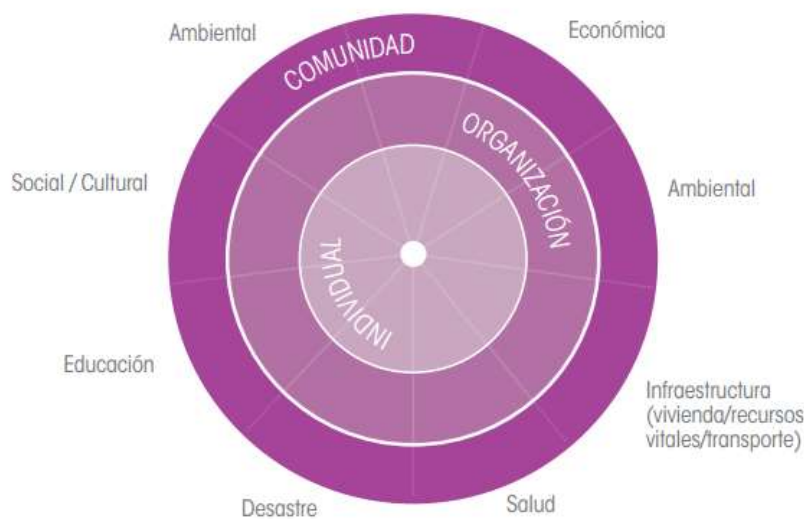 Ambiental
Económica
COMUNIDAD
ORGANIZACIÓN
Social / Cultural
Ambiental
INDIVIDUAL
Educación
Infraestructura
(vivienda/recursos
vitales/transporte)
Desastre
Salud